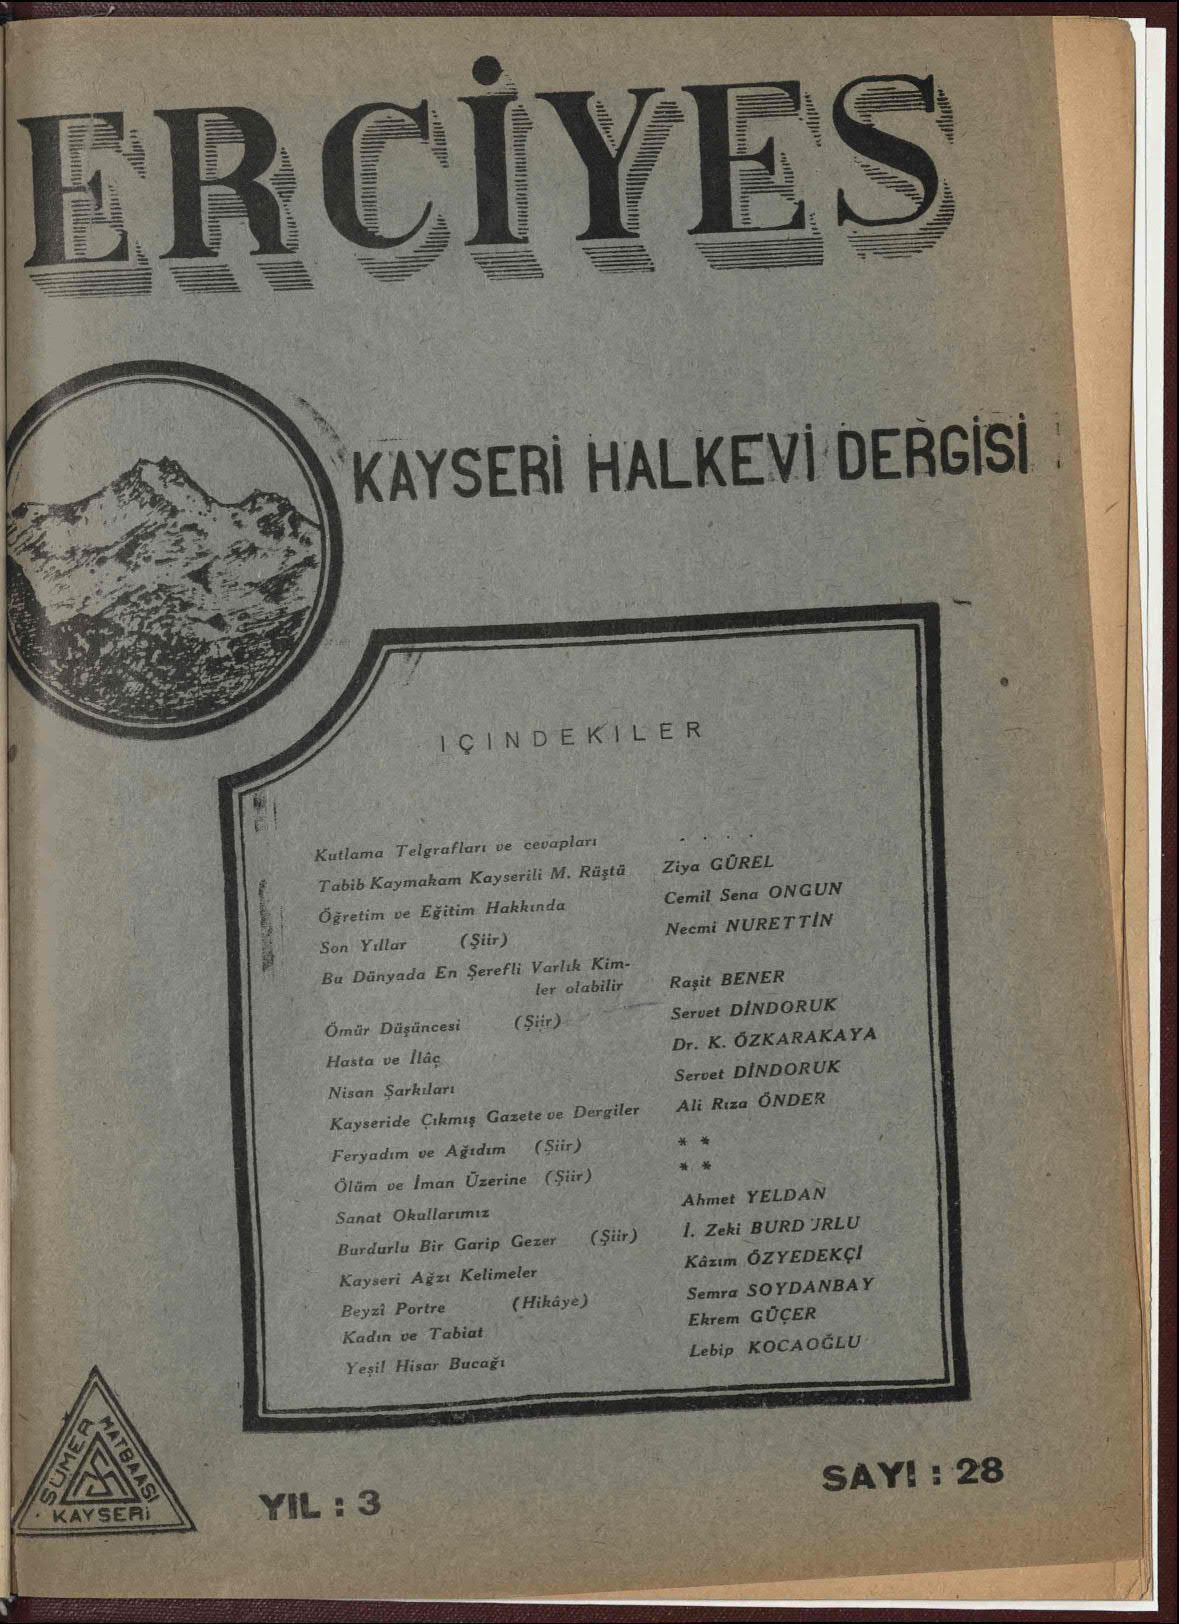 ERCİYES
KAYSERİ HALKEVİ DERGİSİ
IÇINDEKILER
Kutlama Telgrafları ve cevapları . . . .
Tabib Kaymakam Kayserili M. Rüştü Ziya GÜREL
Öğretim ve Eğitim Hakkında Cemil Sena ONGUN
Son Yıllar (Şiir) Necmi NURETTİN
Bu Dünyada En Şerefli Varlık Kim-
ler olabilir Raşit BENER
Ömür Düşüncesi (Şiir) Servet DİNDORUK
Hasta ve İlâç Dr. K. ÖZKARAKAYA
Nisan Şarkıları Servet DİNDORUK
Kayseride Çıkmış Gazete ve Dergiler Ali Rıza ÖNDER
Feryadım ve Ağıdım (Şiir) * *
Ölüm ve İman Üzerine (Şiir) * *
Sanat Okullarımız Ahmet YELDAN
Burdurlu Bir Garip Gezer (Şiir) İ. Zeki BURDURLU
Kayseri Ağzı Kelimeler Kâzım ÖZYEDEKÇİ
Beyzî Portre (Hikâye) Semra SOYDANBAY
Kadın ve Tabiat Ekrem GÜÇER
Yeşil Hisar Bucağı Lebip KOCAOĞLU
SÜMER MATBAASI
KAYSERİ
YIL : 3
SAYI : 28